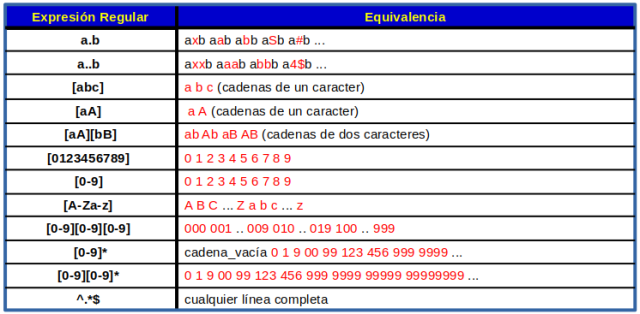 Expresión Regular Equivalencia
a.b axb aab abb aSb a#b ...
a..b axxb aaab abbb a4$b ...
[abc] a b c (cadenas de un caracter)
[aA] a A (cadenas de un caracter)
[aA][bB] ab Ab aB AB (cadenas de dos caracteres)
[0123456789] 0 1 2 3 4 5 6 7 8 9
[0-9] 0 1 2 3 4 5 6 7 8 9
[A-Za-z] A B C ... Z a b c ... z
[0-9][0-9][0-9] 000 001 .. 009 010 .. 019 100 .. 999
[0-9]* cadena_vacía 0 1 9 00 99 123 456 999 9999 ...
[0-9][0-9]* 0 1 9 00 99 123 456 999 9999 99999 99999999 ...
^.*$ cualquier línea completa